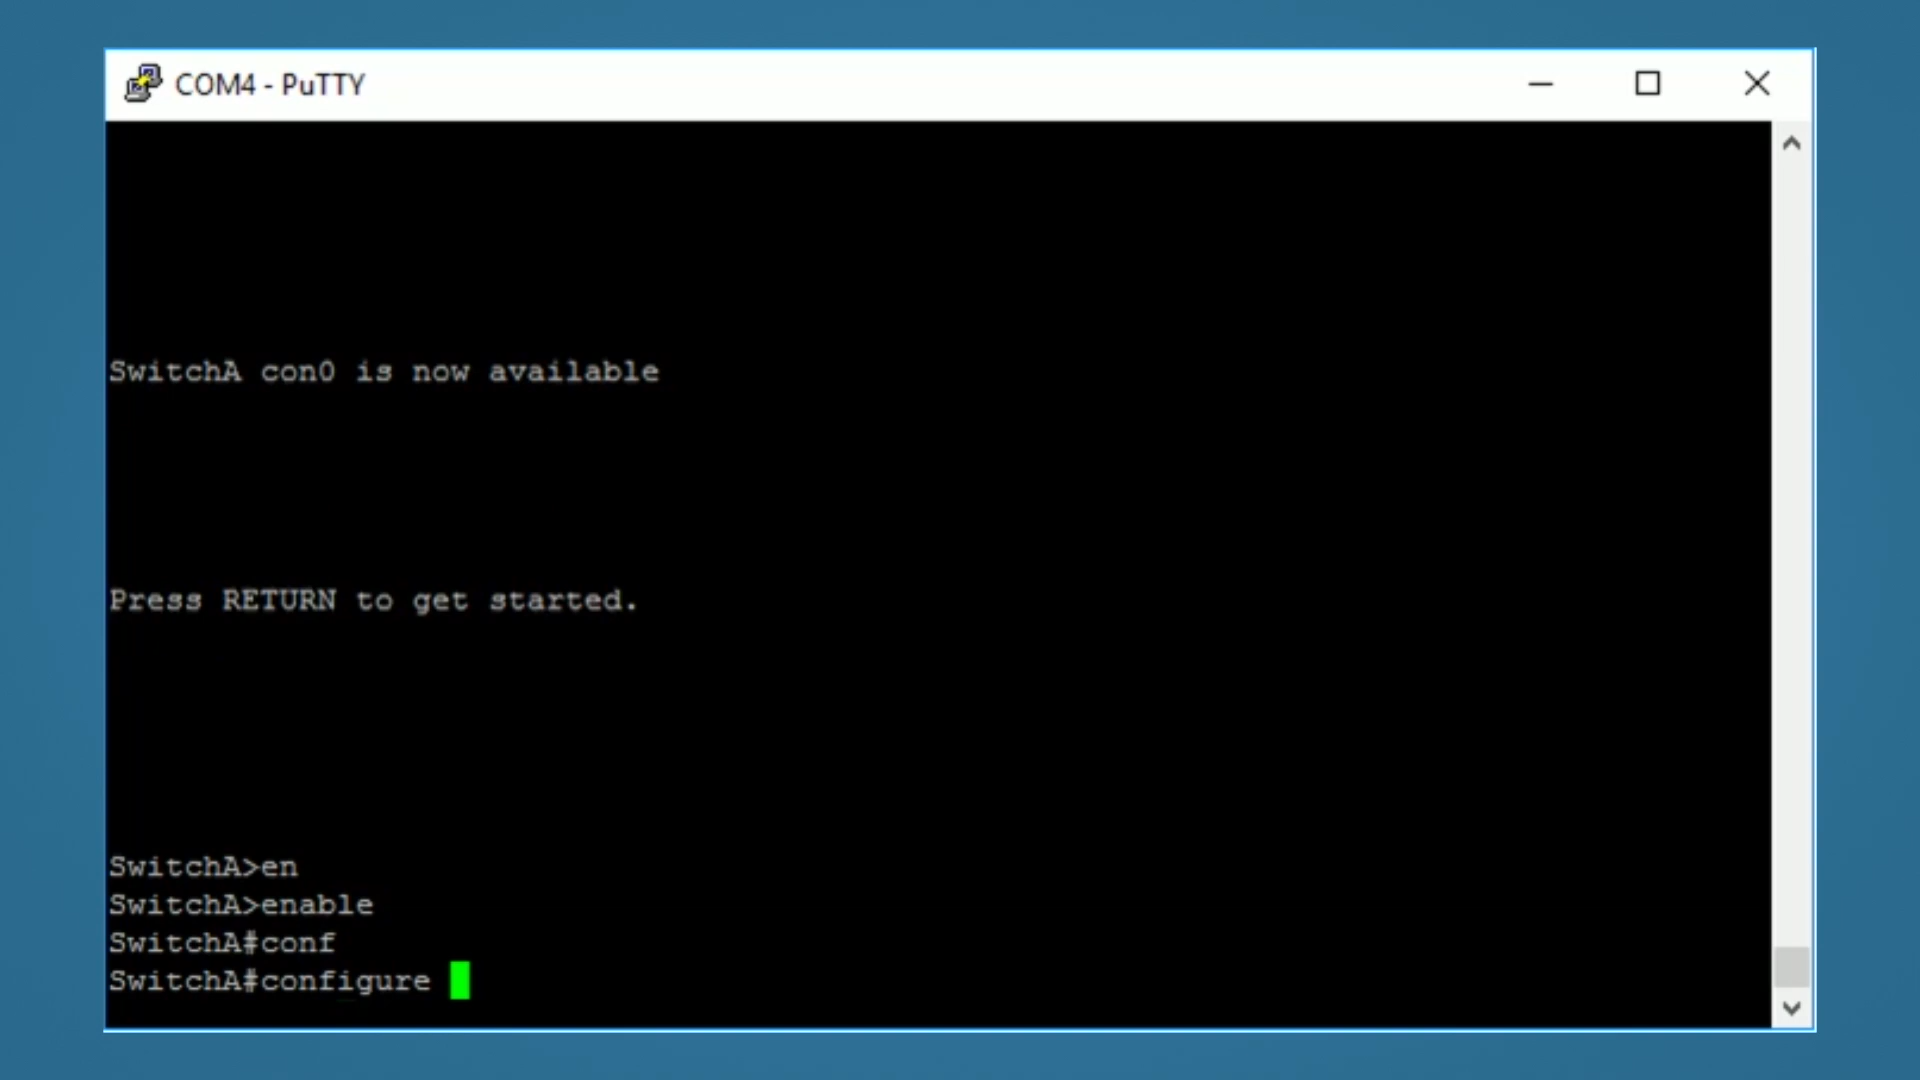 COM4 - PuTTY
SwitchA con0 is now available
Press RETURN to get started.
SwitchA>en
SwitchA>enable
SwitchA#conf
SwitchA#configure